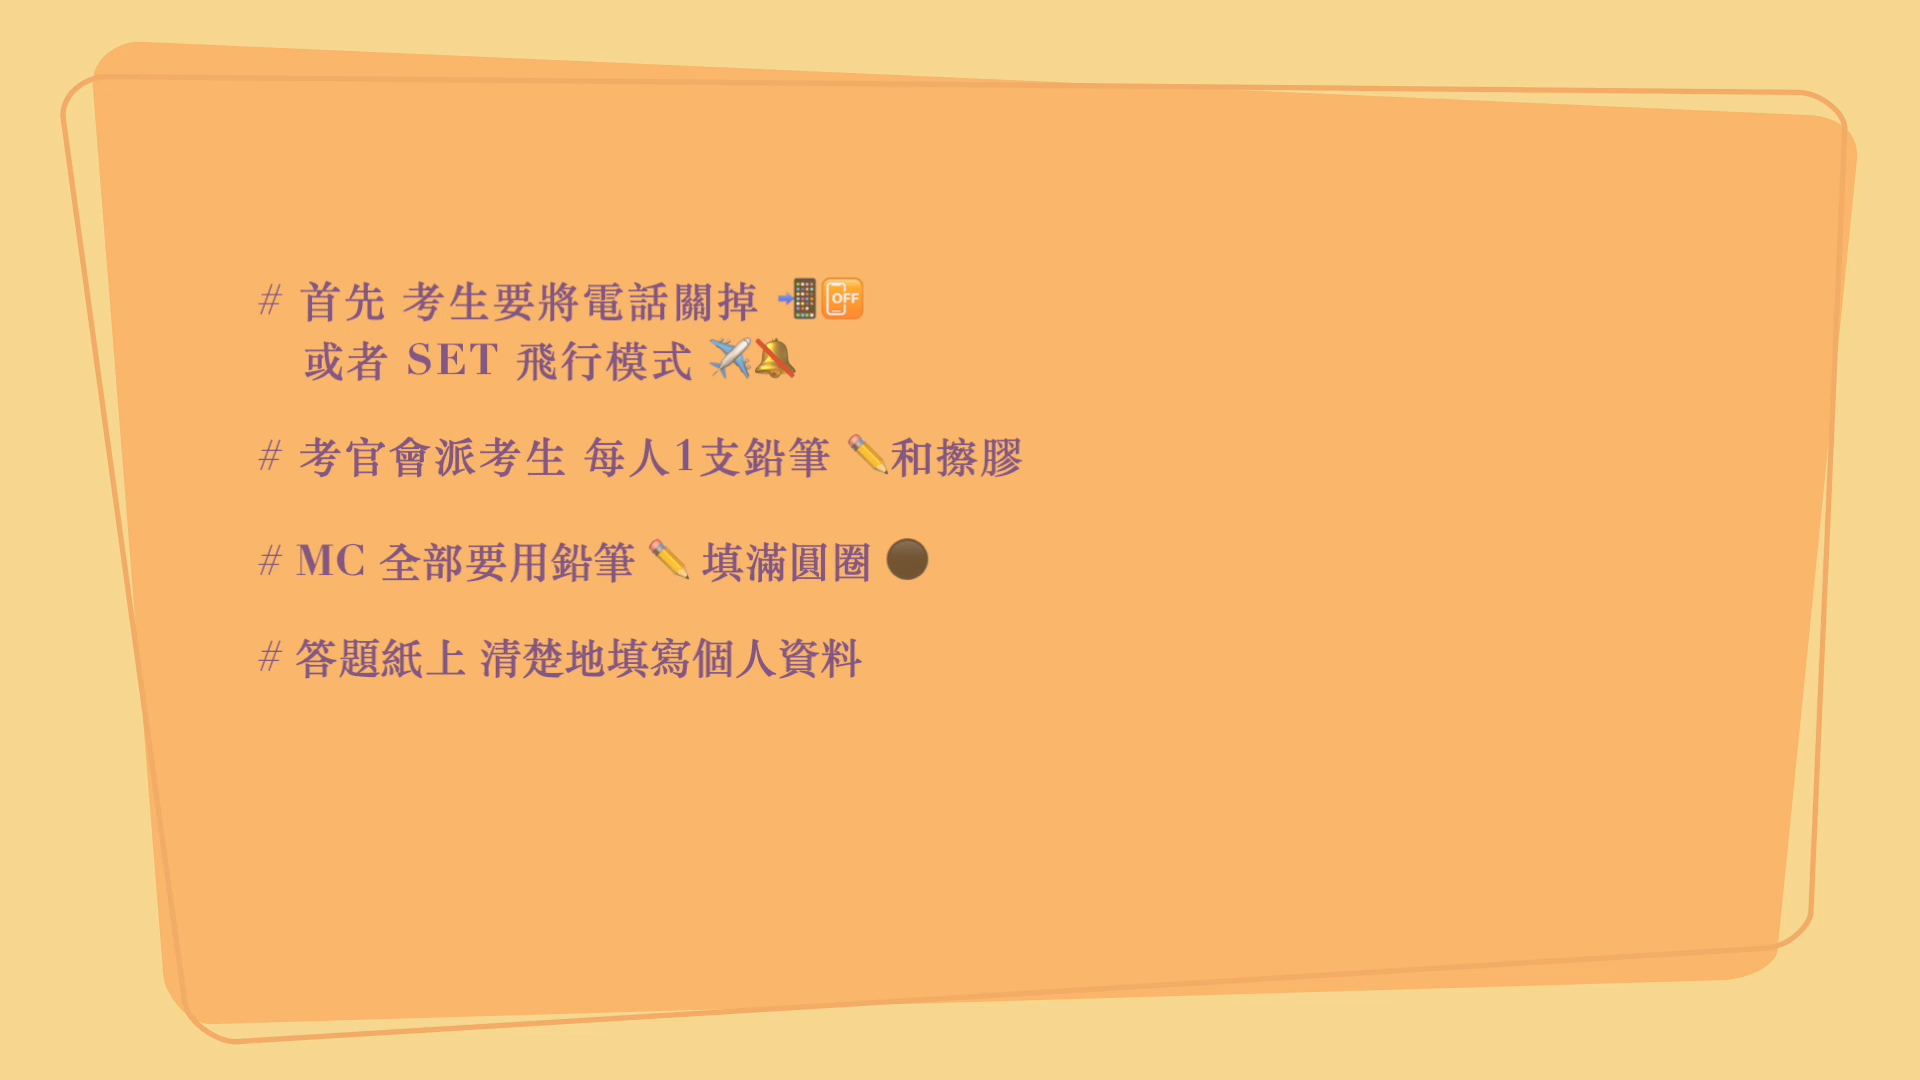 # 首先 考生要將電話關掉 📲📴
或者 SET 飛行模式 ✈️🔕
# 考官會派考生 每人1支鉛筆 ✏️和擦膠
# MC 全部要用鉛筆 ✏️ 填滿圓圈 ⚫
# 答題紙上 清楚地填寫個人資料